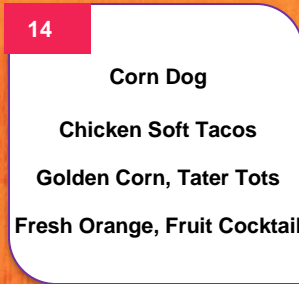 14
Corn Dog
Chicken Soft Tacos
Golden Corn, Tater Tots
Fresh Orange, Fruit Cocktail